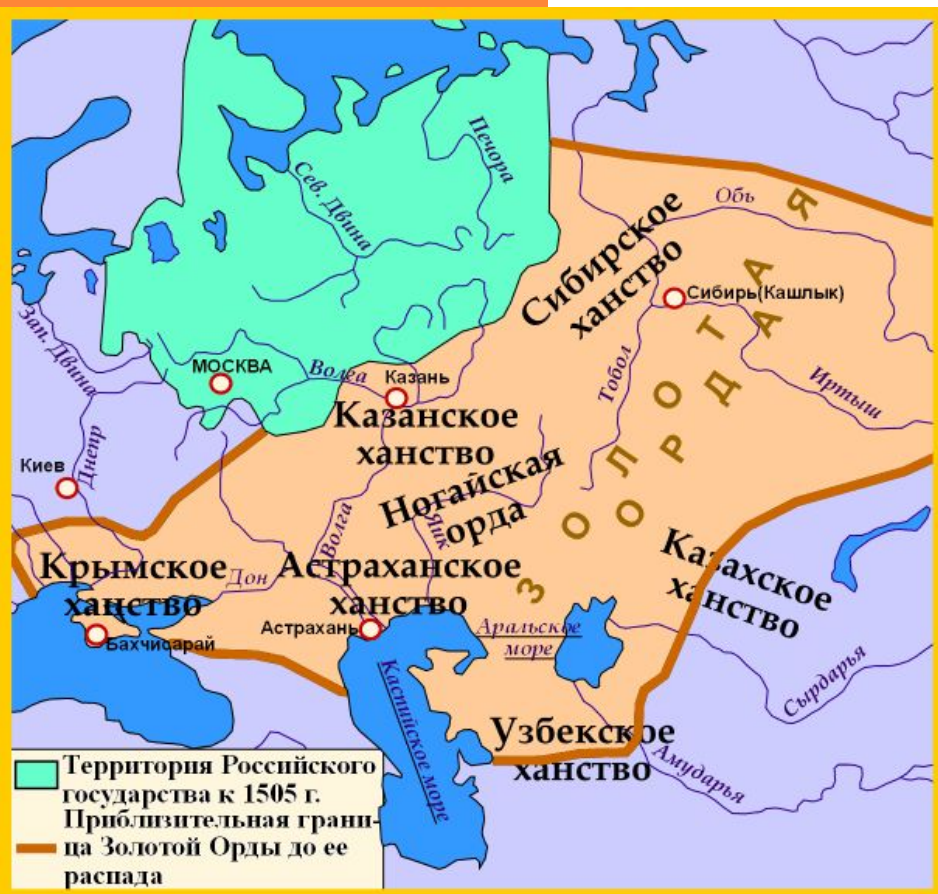 Печора
Сев. Двина
Обь
Сибирское
ханство
Сибирь(Кашлык)
Зап. Двина
МОСКВА
Волга
Казань
Тобол
Иртыш
Казанское
ханство
Киев
Днепр
Ногайская
орда
ЗОЛОТАЯ
ОРДА
Волга
Яик
Крымское
ханство
Дон
Астраханское
ханство
Казахское
ханство
Бахчисарай
Астрахань
Аральское
море
Сырдарья
Каспийское море
Узбекское
ханство
Амударья
Территория Российского
государства к 1505 г.
Приблизительная грани-
ца Золотой Орды до ее
распада